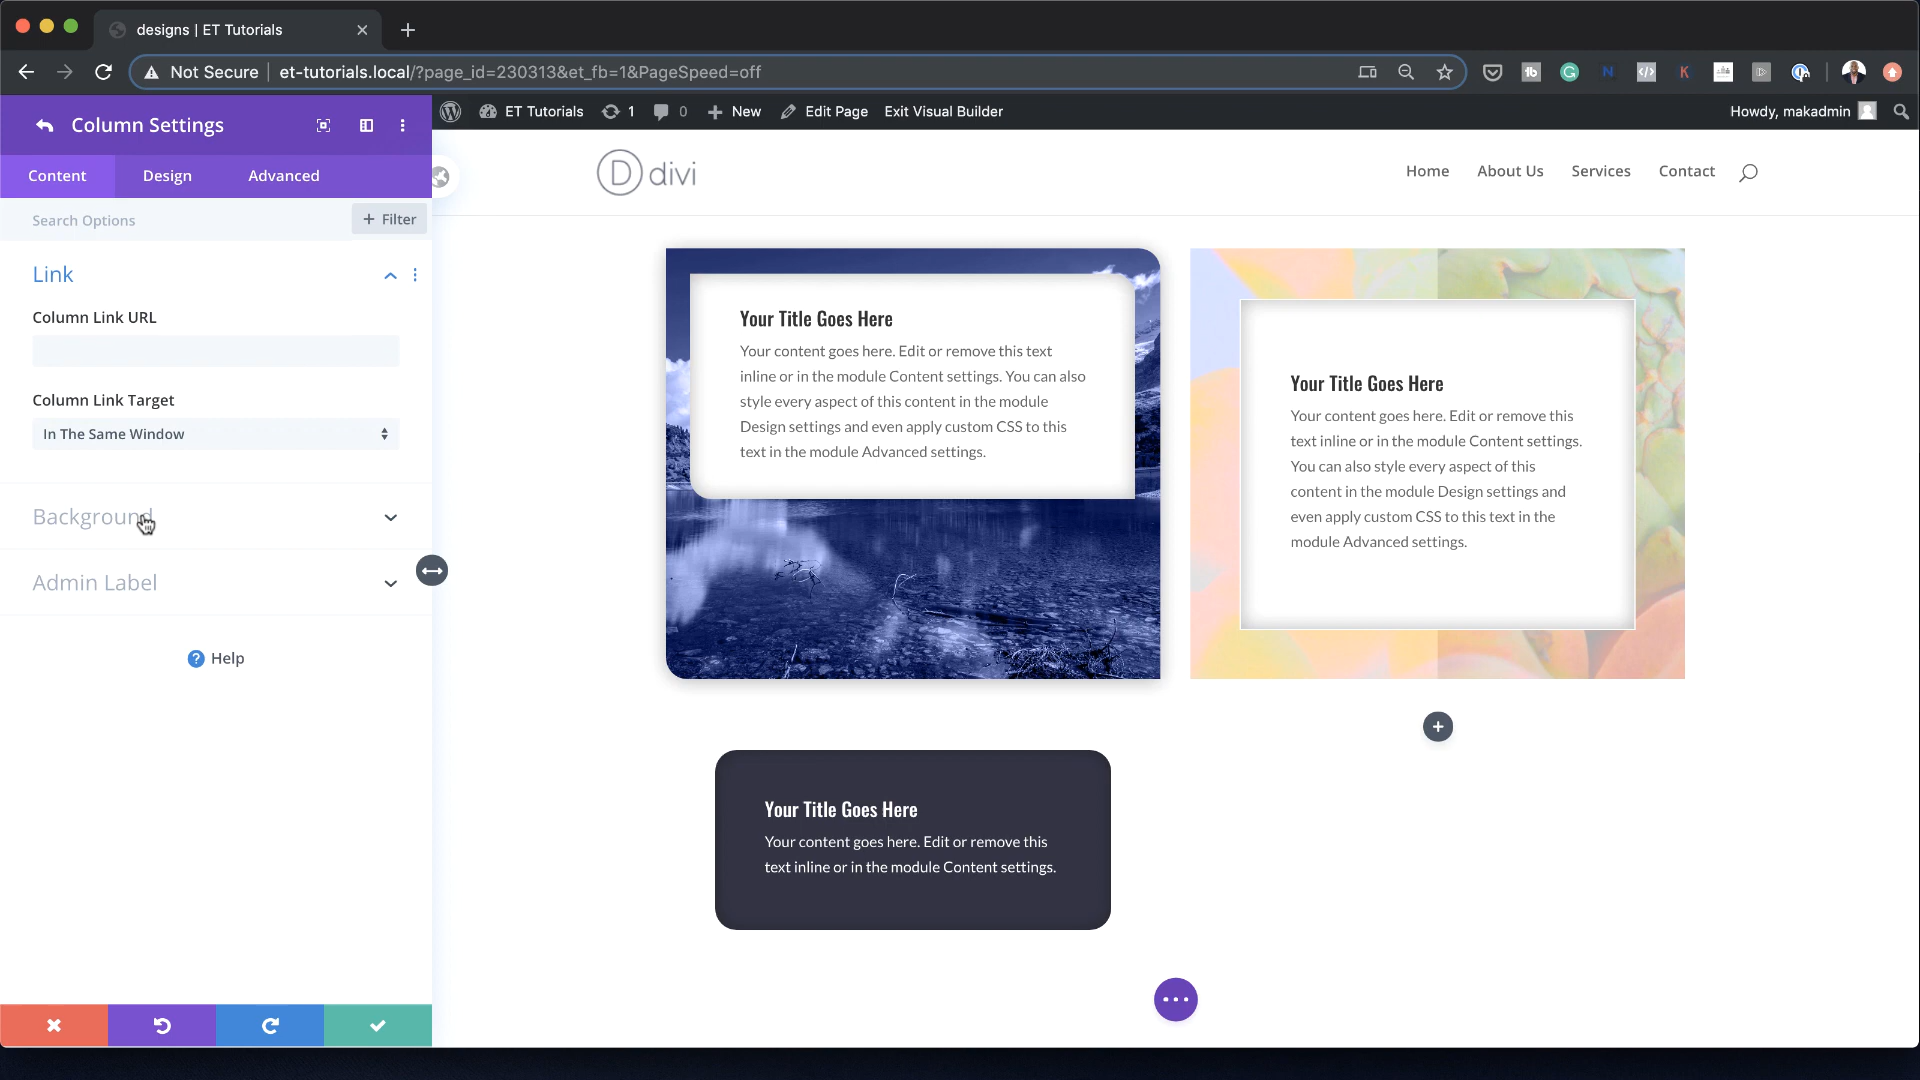 designs | ET Tutorials
Not Secure
et-tutorials.local/?page_id=230313&et_fb=1&PageSpeed=off
Column Settings
ET Tutorials
1
0
New
Edit Page
Exit Visual Builder
Howdy, makadmin
Content
Design
Advanced
D divi
Home
About Us
Services
Contact
Search Options
+ Filter
Link
Column Link URL
Column Link Target
In The Same Window
Background
Admin Label
? Help
Your Title Goes Here
Your content goes here. Edit or remove this text
inline or in the module Content settings. You can also
style every aspect of this content in the module
Design settings and even apply custom CSS to this
text in the module Advanced settings.
Your Title Goes Here
Your content goes here. Edit or remove this
text inline or in the module Content settings.
You can also style every aspect of this
content in the module Design settings and
even apply custom CSS to this text in the
module Advanced settings.
Your Title Goes Here
Your content goes here. Edit or remove this
text inline or in the module Content settings.